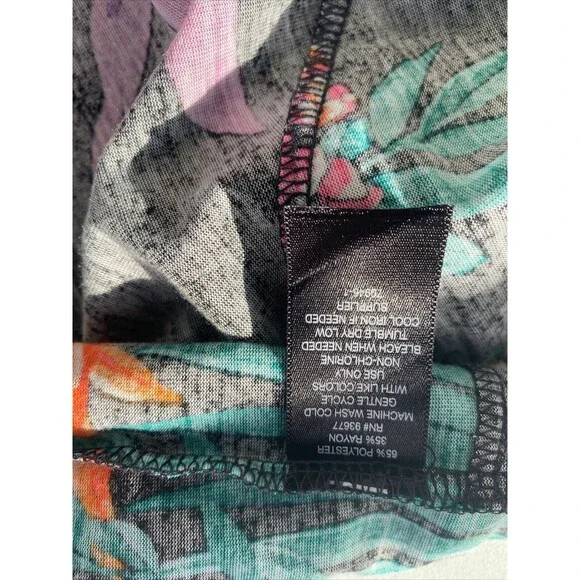 65% POLYESTER
35% RAYON
RN# 93677
MACHINE WASH COLD
GENTLE CYCLE
WITH LIKE COLORS
USE ONLY
NON-CHLORINE
BLEACH WHEN NEEDED
TUMBLE DRY LOW
COOL IRON IF NEEDED
SUPPLIER